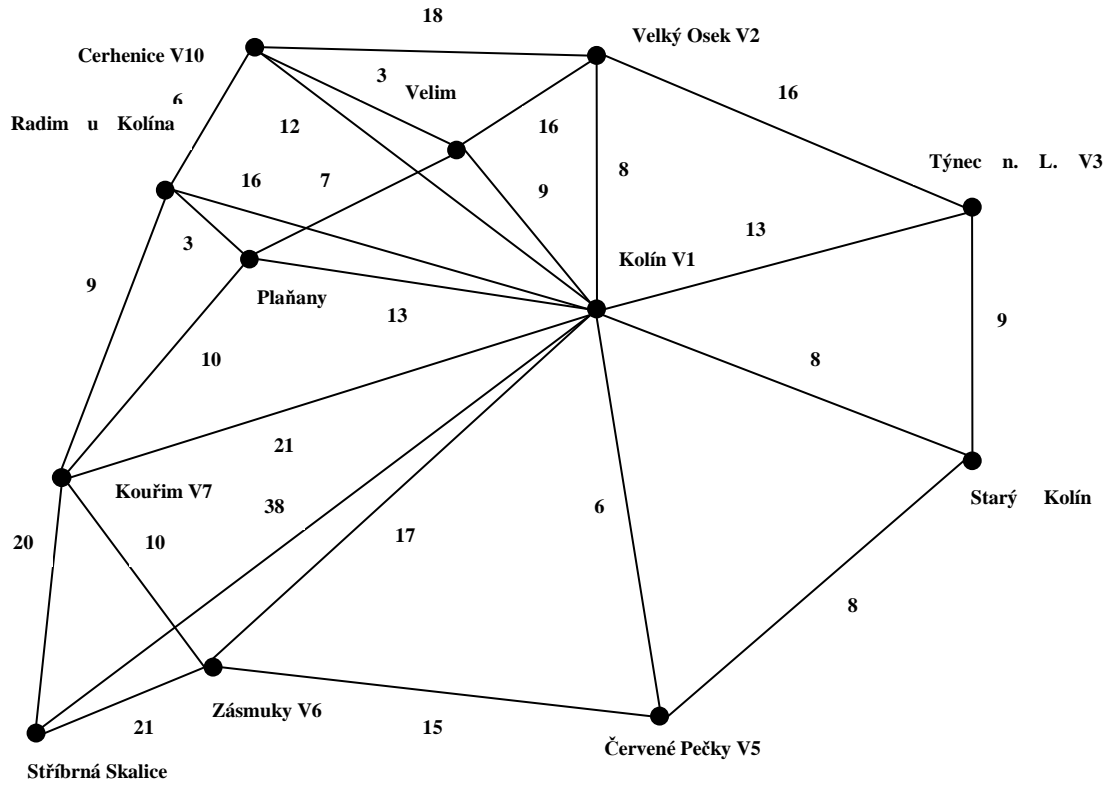 18
Velký Osek V2
Cerhenice V10
3
Velim
16
6
Radim u Kolína
12
16
Týnec n. L. V3
16
7
9
8
13
3
Kolín V1
9
Plaňany
13
9
10
8
21
Kouřim V7
38
6
Starý Kolín
20
10
17
8
Zásmuky V6
21
15
Červené Pečky V5
Stříbrná Skalice